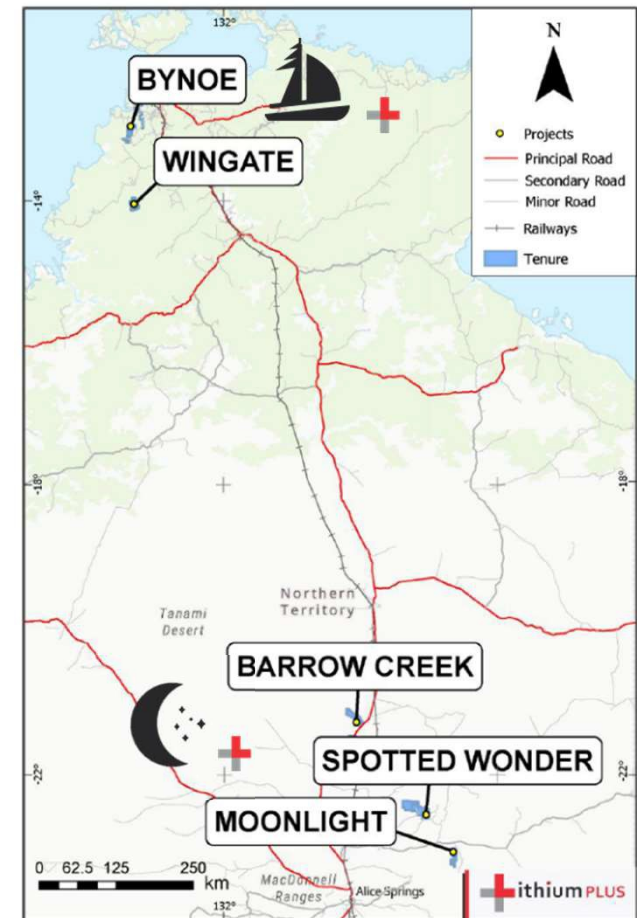 132°
BYNOE
WINGATE
N
Projects
Principal Road
Secondary Road
Minor Road
Railways
Tenure
-14°
-18°
-18°
Northern
Territory
Tanami
Desert
BARROW CREEK
SPOTTED WONDER
-22°
-22°
MOONLIGHT
0 62.5 125 250
km
MacDonnell
Ranges
Alice Springs
132°
Lithium PLUS